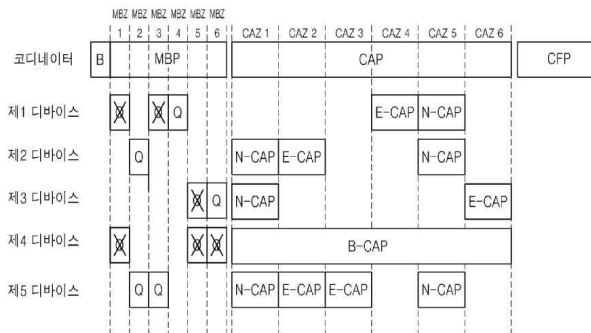 MBZ MBZ MBZ MBZ MBZ MBZ
1 2 3 4 5 6 CAZ 1 CAZ 2 CAZ 3 CAZ 4 CAZ 5 CAZ 6
코디네이터 B MBP CAP CFP
제1 디바이스 Q Q Q E-CAP N-CAP
제2 디바이스 Q N-CAP E-CAP N-CAP
제3 디바이스 Q Q N-CAP E-CAP
제4 디바이스 Q Q Q B-CAP
제5 디바이스 Q Q N-CAP E-CAP E-CAP N-CAP